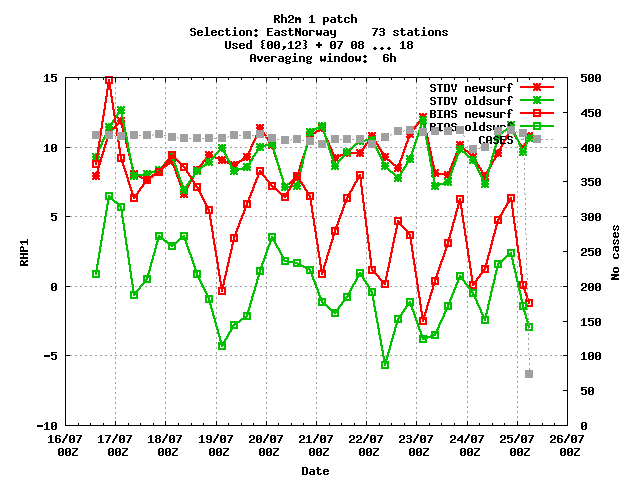 Rh2m 1 patch
Selection: EastNorway 73 stations
Used {00,12} + 07 08 ... 18
Averaging window: 6h
STDV newsurf
STDV oldsurf
BIAS newsurf
BIAS oldsurf
CASES
15
10
5
0
-5
-10
RHP1
500
450
400
350
300
250
200
150
100
50
0
No cases
16/07 17/07 18/07 19/07 20/07 21/07 22/07 23/07 24/07 25/07 26/07
00Z 00Z 00Z 00Z 00Z 00Z 00Z 00Z 00Z 00Z 00Z
Date